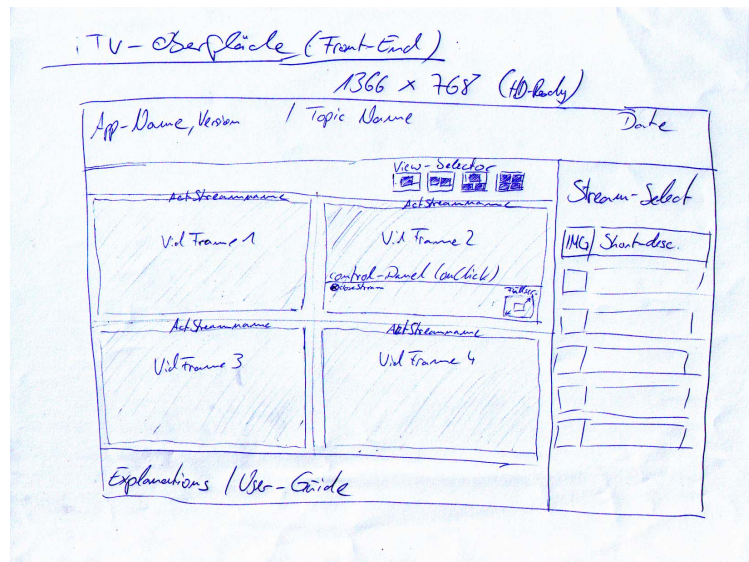 iTV-Oberfläche (Front-End)
1366 x 768 (HD-Ready)
App-Name, Version / Topic Name Date
View-Selector
Stream-Select
ActStreamname ActStreamname
Vid Frame 1 Vid Frame 2
IMG Short-desc.
control-Panel (onClick)
closeStream Fullscr.
ActStreamname ActStreamname
Vid Frame 3 Vid Frame 4
Explanations / User-Guide